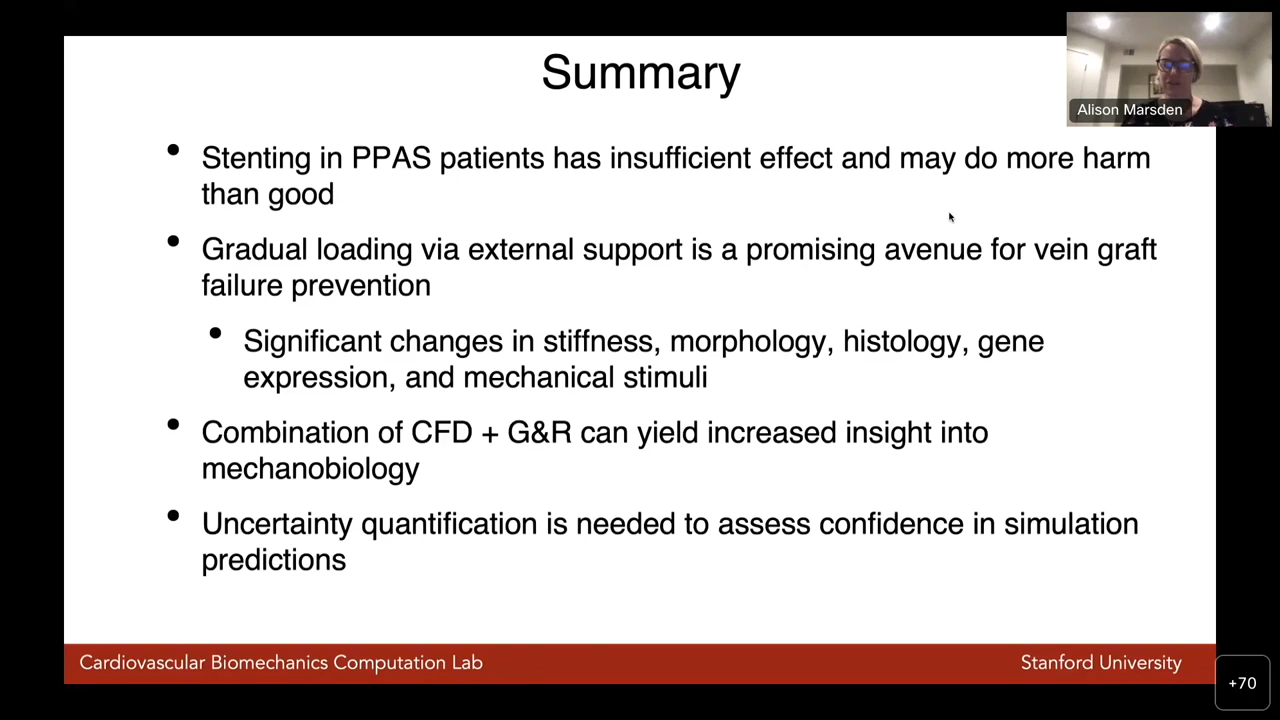 Summary
Alison Marsden
• Stenting in PPAS patients has insufficient effect and may do more harm
than good
• Gradual loading via external support is a promising avenue for vein graft
failure prevention
• Significant changes in stiffness, morphology, histology, gene
expression, and mechanical stimuli
• Combination of CFD + G&R can yield increased insight into
mechanobiology
• Uncertainty quantification is needed to assess confidence in simulation
predictions
Cardiovascular Biomechanics Computation Lab
Stanford University
+70